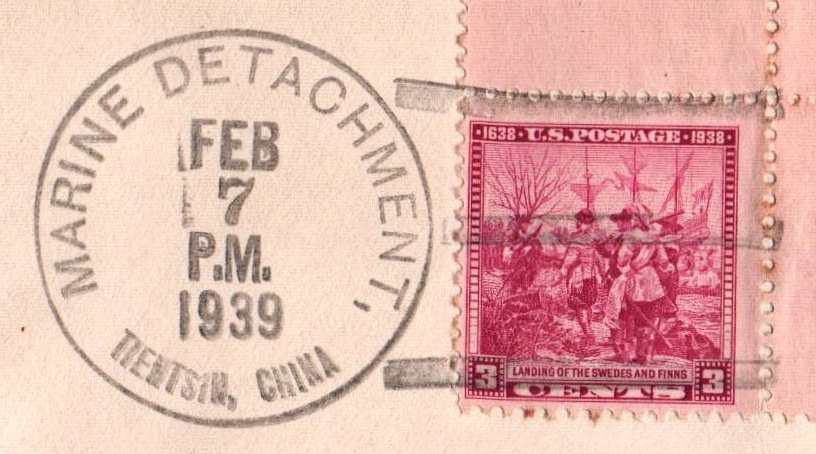 MARINE DETACHMENT,
FEB
7
P.M.
1939
TIENTSIN, CHINA
·1638·U.S.POSTAGE·1938·
LANDING OF THE SWEDES AND FINNS
3 CENTS 3